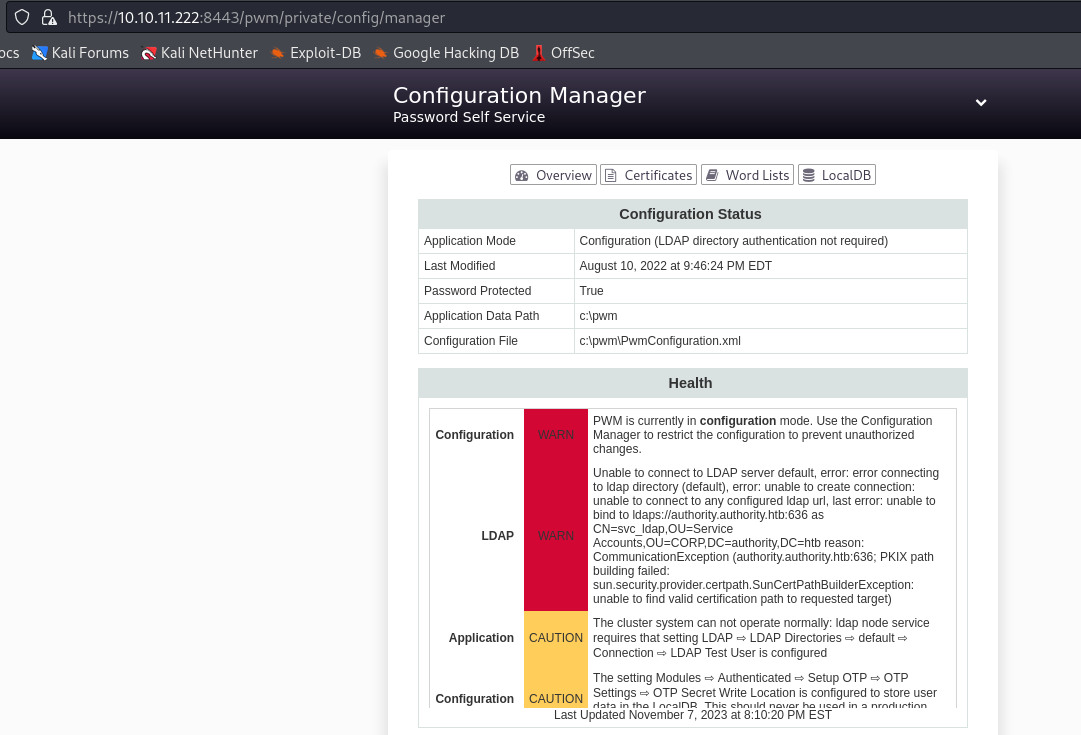 https://10.10.11.222:8443/pwm/private/config/manager
ocs Kali Forums Kali NetHunter Exploit-DB Google Hacking DB OffSec
Configuration Manager
Password Self Service
Overview Certificates Word Lists LocalDB
Configuration Status
Application Mode Configuration (LDAP directory authentication not required)
Last Modified August 10, 2022 at 9:46:24 PM EDT
Password Protected True
Application Data Path c:\pwm
Configuration File c:\pwm\PwmConfiguration.xml
Health
Configuration WARN PWM is currently in configuration mode. Use the Configuration
Manager to restrict the configuration to prevent unauthorized
changes.
LDAP WARN Unable to connect to LDAP server default, error: error connecting
to ldap directory (default), error: unable to create connection:
unable to connect to any configured ldap url, last error: unable to
bind to ldaps://authority.authority.htb:636 as
CN=svc_ldap,OU=Service
Accounts,OU=CORP,DC=authority,DC=htb reason:
CommunicationException (authority.authority.htb:636; PKIX path
building failed:
sun.security.provider.certpath.SunCertPathBuilderException:
unable to find valid certification path to requested target)
Application CAUTION The cluster system can not operate normally: ldap node service
requires that setting LDAP ⇨ LDAP Directories ⇨ default ⇨
Connection ⇨ LDAP Test User is configured
Configuration CAUTION The setting Modules ⇨ Authenticated ⇨ Setup OTP ⇨ OTP
Settings ⇨ OTP Secret Write Location is configured to store user
data in the LocalDB. This should never be used in a production
Last Updated November 7, 2023 at 8:10:20 PM EST